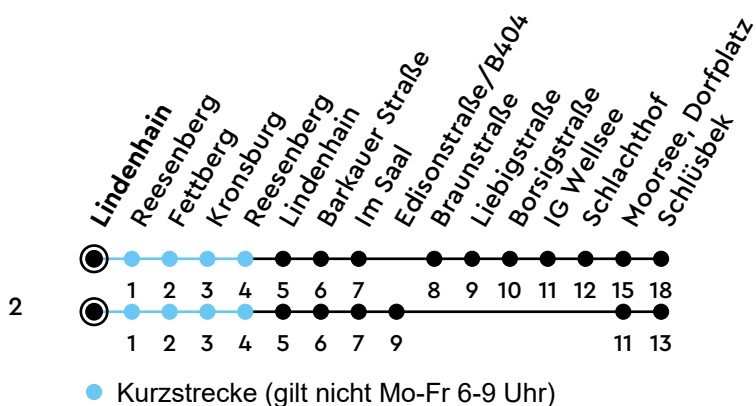 Lindenhain
Reesenberg
Fettberg
Kronsburg
Reesenberg
Lindenhain
Barkauer Straße
Im Saal
Edisonstraße/B404
Braunstraße
Liebigstraße
Borsigstraße
IG Wellsee
Schlachthof
Moorsee, Dorfplatz
Schlüsbek
1 2 3 4 5 6 7 8 9 10 11 12 15 18
2
1 2 3 4 5 6 7 9 11 13
Kurzstrecke (gilt nicht Mo-Fr 6-9 Uhr)